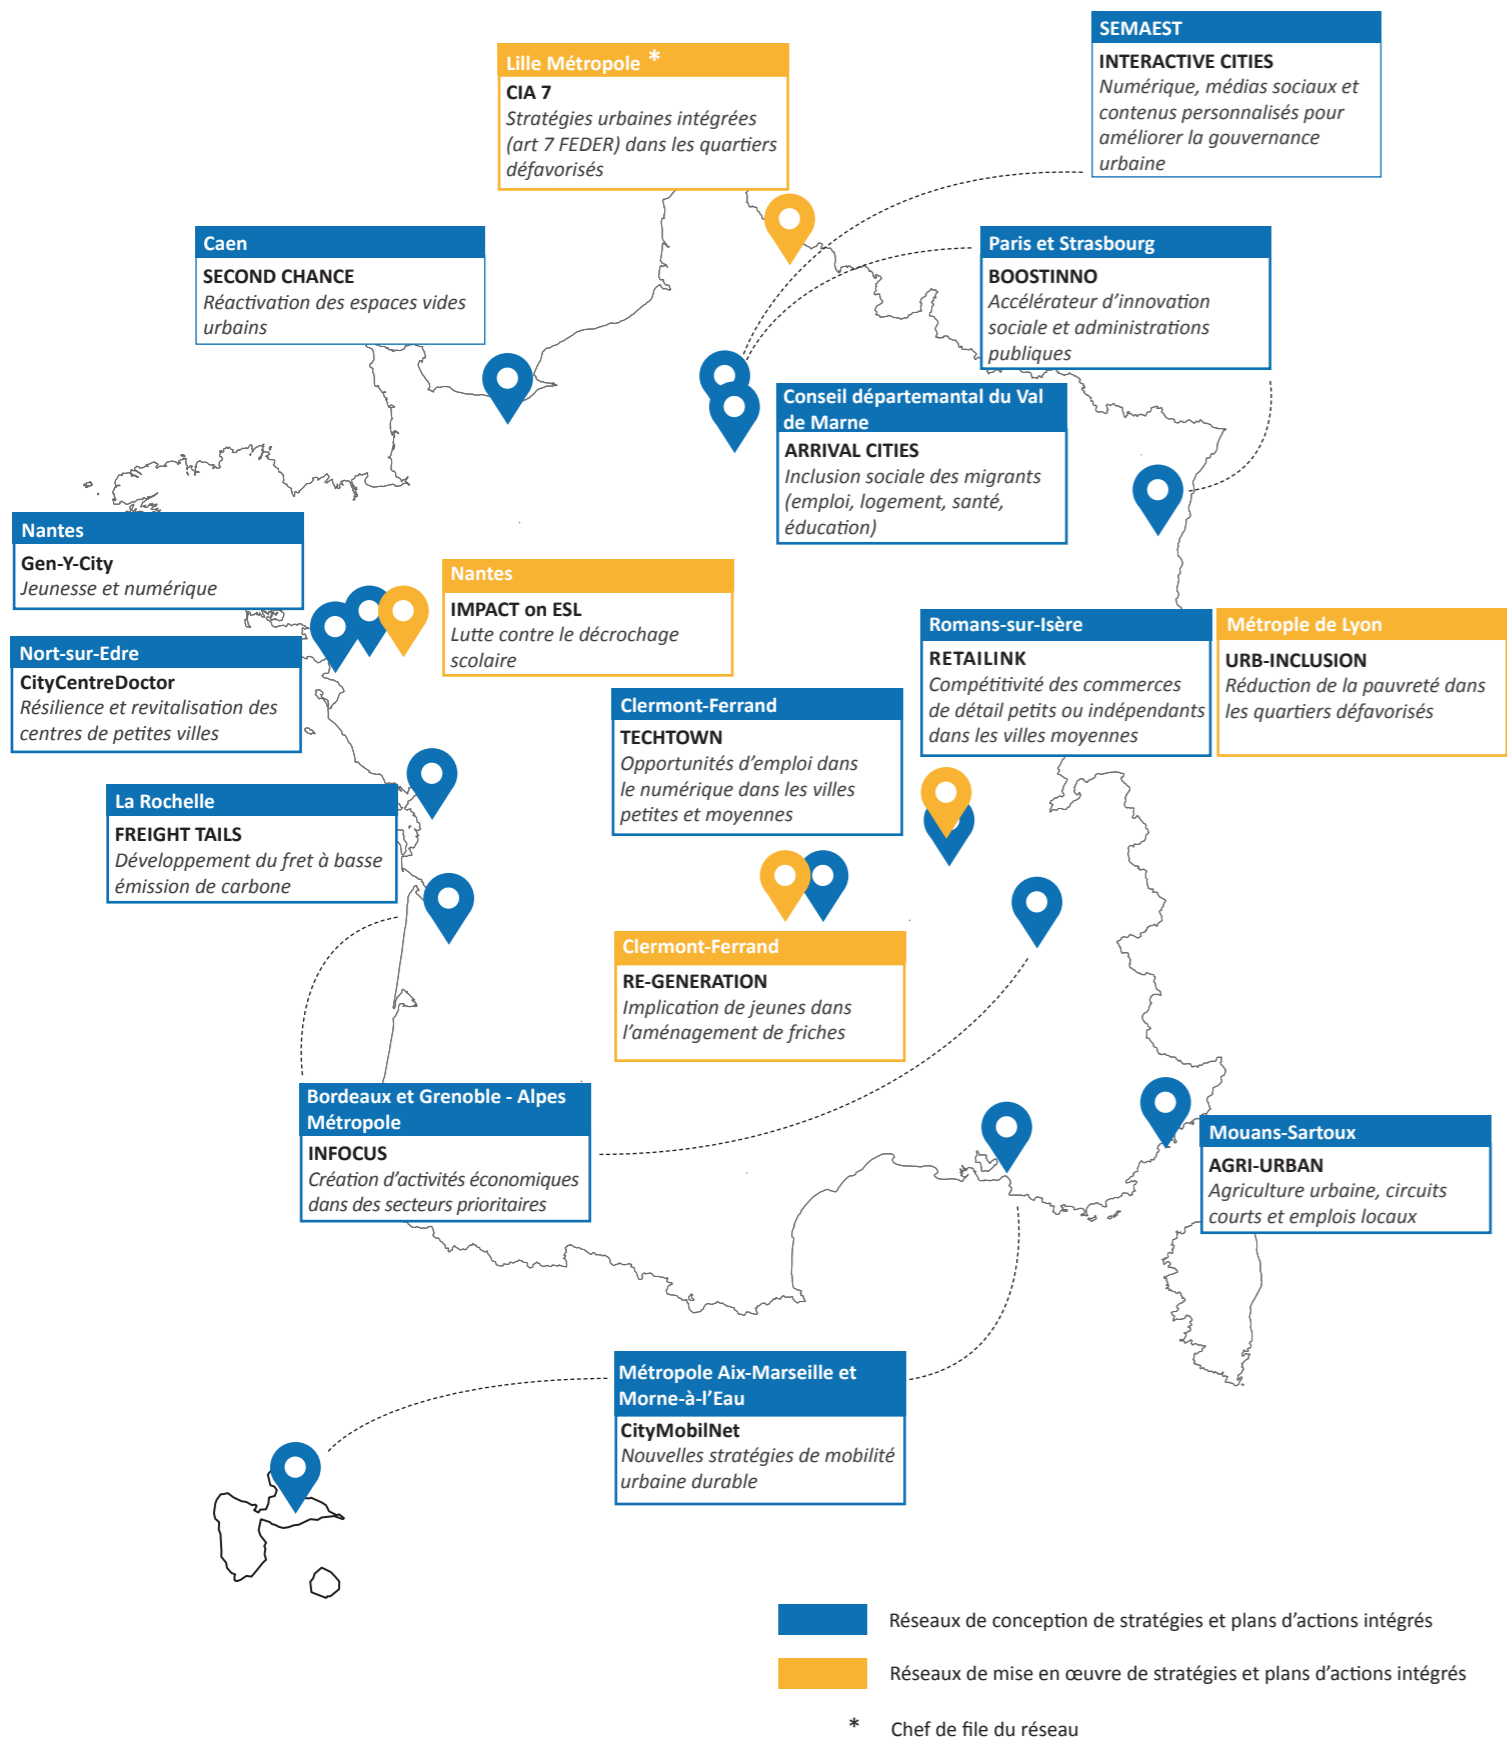 SEMAEST
INTERACTIVE CITIES
Numérique, médias sociaux et
contenus personnalisés pour
améliorer la gouvernance
urbaine
Lille Métropole *
CIA 7
Stratégies urbaines intégrées
(art 7 FEDER) dans les quartiers
défavorisés
Caen
SECOND CHANCE
Réactivation des espaces vides
urbains
Paris et Strasbourg
BOOSTINNO
Accélérateur d’innovation
sociale et administrations
publiques
Conseil départemantal du Val
de Marne
ARRIVAL CITIES
Inclusion sociale des migrants
(emploi, logement, santé,
éducation)
Nantes
Gen-Y-City
Jeunesse et numérique
Nantes
IMPACT on ESL
Lutte contre le décrochage
scolaire
Nort-sur-Edre
CityCentreDoctor
Résilience et revitalisation des
centres de petites villes
Romans-sur-Isère
RETAILINK
Compétitivité des commerces
de détail petits ou indépendants
dans les villes moyennes
Métrople de Lyon
URB-INCLUSION
Réduction de la pauvreté dans
les quartiers défavorisés
Clermont-Ferrand
TECHTOWN
Opportunités d’emploi dans
le numérique dans les villes
petites et moyennes
La Rochelle
FREIGHT TAILS
Développement du fret à basse
émission de carbone
Clermont-Ferrand
RE-GENERATION
Implication de jeunes dans
l’aménagement de friches
Bordeaux et Grenoble - Alpes
Métropole
INFOCUS
Création d’activités économiques
dans des secteurs prioritaires
Mouans-Sartoux
AGRI-URBAN
Agriculture urbaine, circuits
courts et emplois locaux
Métropole Aix-Marseille et
Morne-à-l’Eau
CityMobilNet
Nouvelles stratégies de mobilité
urbaine durable
Réseaux de conception de stratégies et plans d’actions intégrés
Réseaux de mise en œuvre de stratégies et plans d’actions intégrés
* Chef de file du réseau